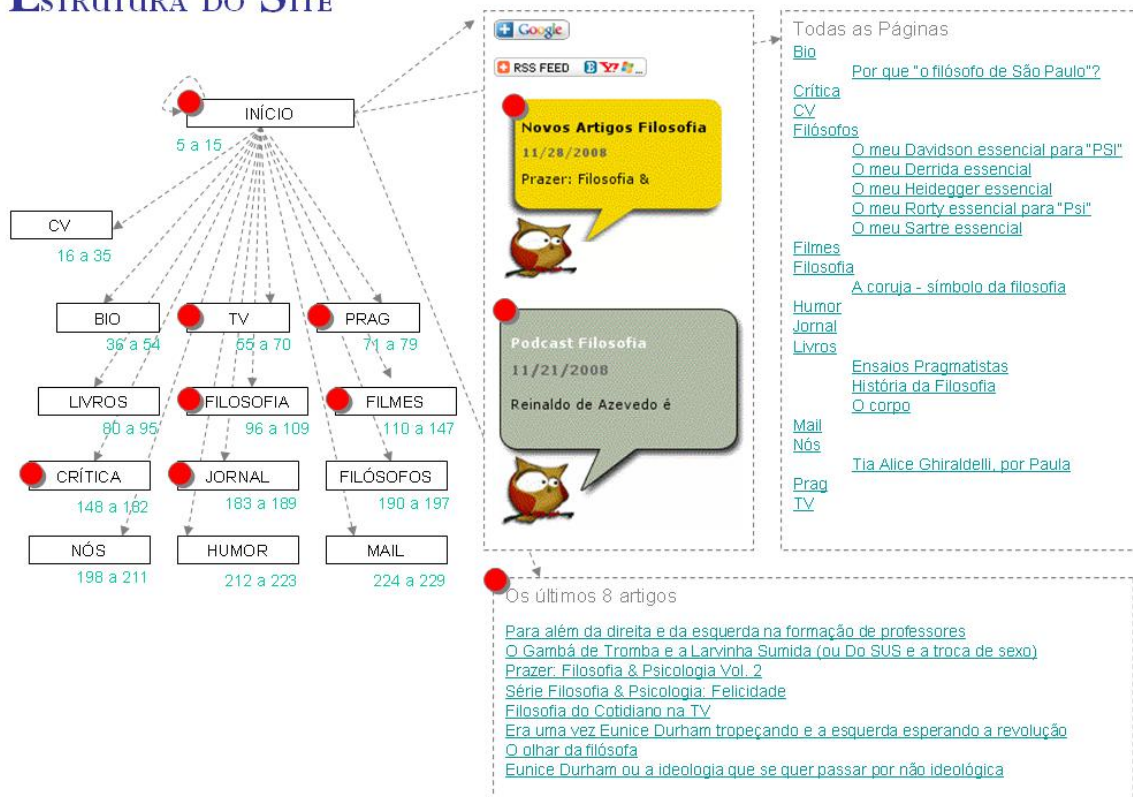 ESTRUTURA DO SITE
INÍCIO
5 a 15
CV
16 a 35
BIO
36 a 54
TV
55 a 70
PRAG
71 a 79
LIVROS
80 a 95
FILOSOFIA
96 a 109
FILMES
110 a 147
CRÍTICA
148 a 182
JORNAL
183 a 189
FILÓSOFOS
190 a 197
NÓS
198 a 211
HUMOR
212 a 223
MAIL
224 a 229
Google
RSS FEED
Novos Artigos Filosofia
11/28/2008
Prazer: Filosofia &
Podcast Filosofia
11/21/2008
Reinaldo de Azevedo é
Todas as Páginas
Bio
Por que "o filósofo de São Paulo"?
Crítica
CV
Filósofos
O meu Davidson essencial para "PSI"
O meu Derrida essencial
O meu Heidegger essencial
O meu Rorty essencial para "Psi"
O meu Sartre essencial
Filmes
Filosofia
A coruja - símbolo da filosofia
Humor
Jornal
Livros
Ensaios Pragmatistas
História da Filosofia
O corpo
Mail
Nós
Tia Alice Ghiraldelli, por Paula
Prag
TV
Os últimos 8 artigos
Para além da direita e da esquerda na formação de professores
O Gambá de Tromba e a Larvinha Sumida (ou Do SUS e a troca de sexo)
Prazer: Filosofia & Psicologia Vol. 2
Série Filosofia & Psicologia: Felicidade
Filosofia do Cotidiano na TV
Era uma vez Eunice Durham tropeçando e a esquerda esperando a revolução
O olhar da filósofa
Eunice Durham ou a ideologia que se quer passar por não ideológica